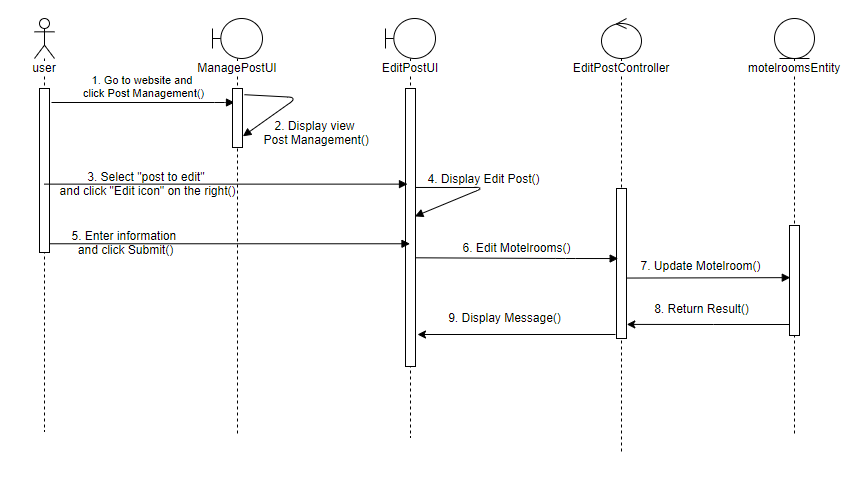 user
ManagePostUI
EditPostUI
EditPostController
motelroomsEntity
1. Go to website and
click Post Management()
2. Display view
Post Management()
3. Select "post to edit"
and click "Edit icon" on the right()
4. Display Edit Post()
5. Enter information
and click Submit()
6. Edit Motelrooms()
7. Update Motelroom()
8. Return Result()
9. Display Message()